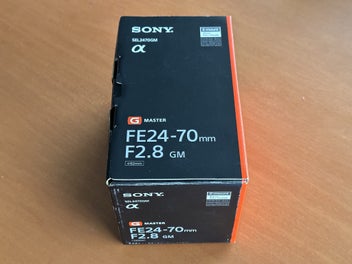 SONY
SEL2470GM
α
G MASTER
FE24-70mm
F2.8 GM
SONY
SEL2470GM
α
G MASTER
FE24-70mm
F2.8 GM